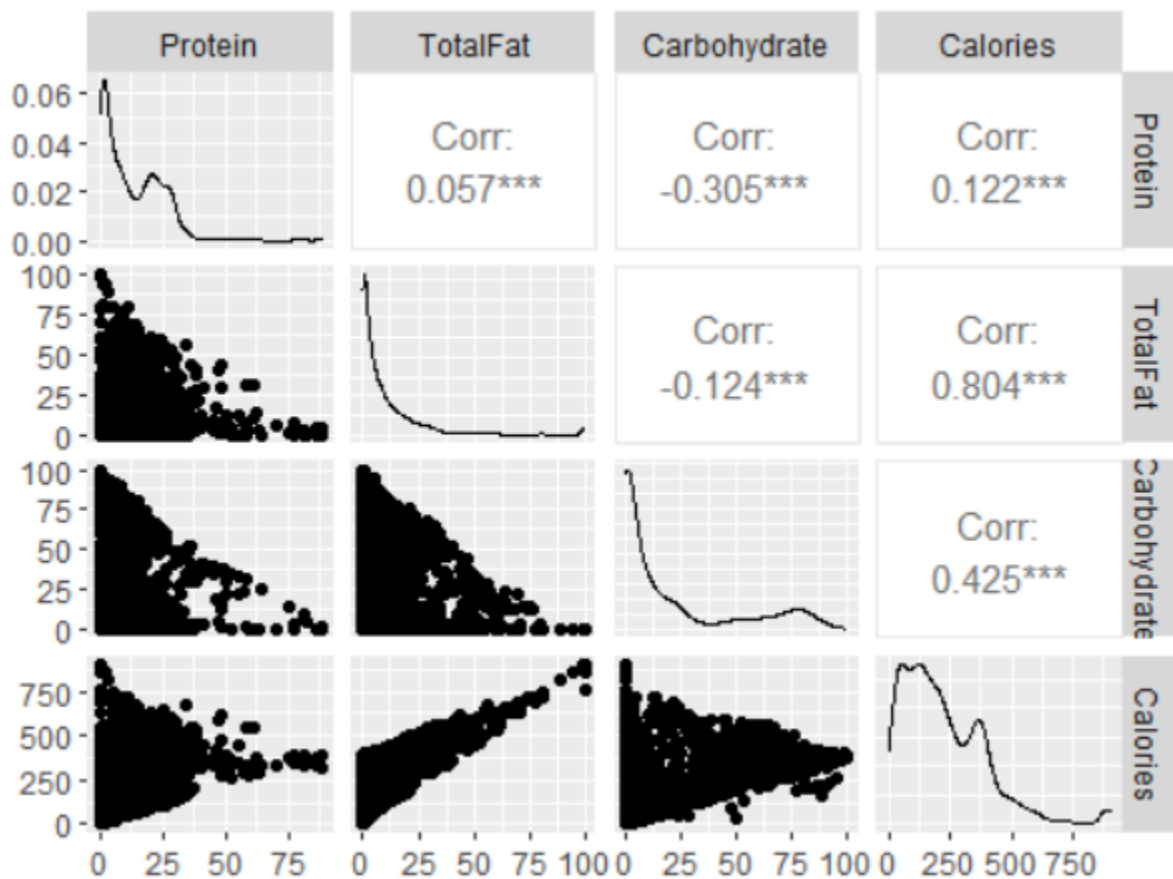 Protein TotalFat Carbohydrate Calories
0.06
0.04
0.02
0.00
Corr:
0.057***
Corr:
-0.305***
Corr:
0.122***
Protein
100
75
50
25
0
Corr:
-0.124***
Corr:
0.804***
TotalFat
100
75
50
25
0
Corr:
0.425***
Carbohydrate
750
500
250
0
Calories
0 25 50 75 0 25 50 75 100 0 25 50 75 100 0 250 500 750